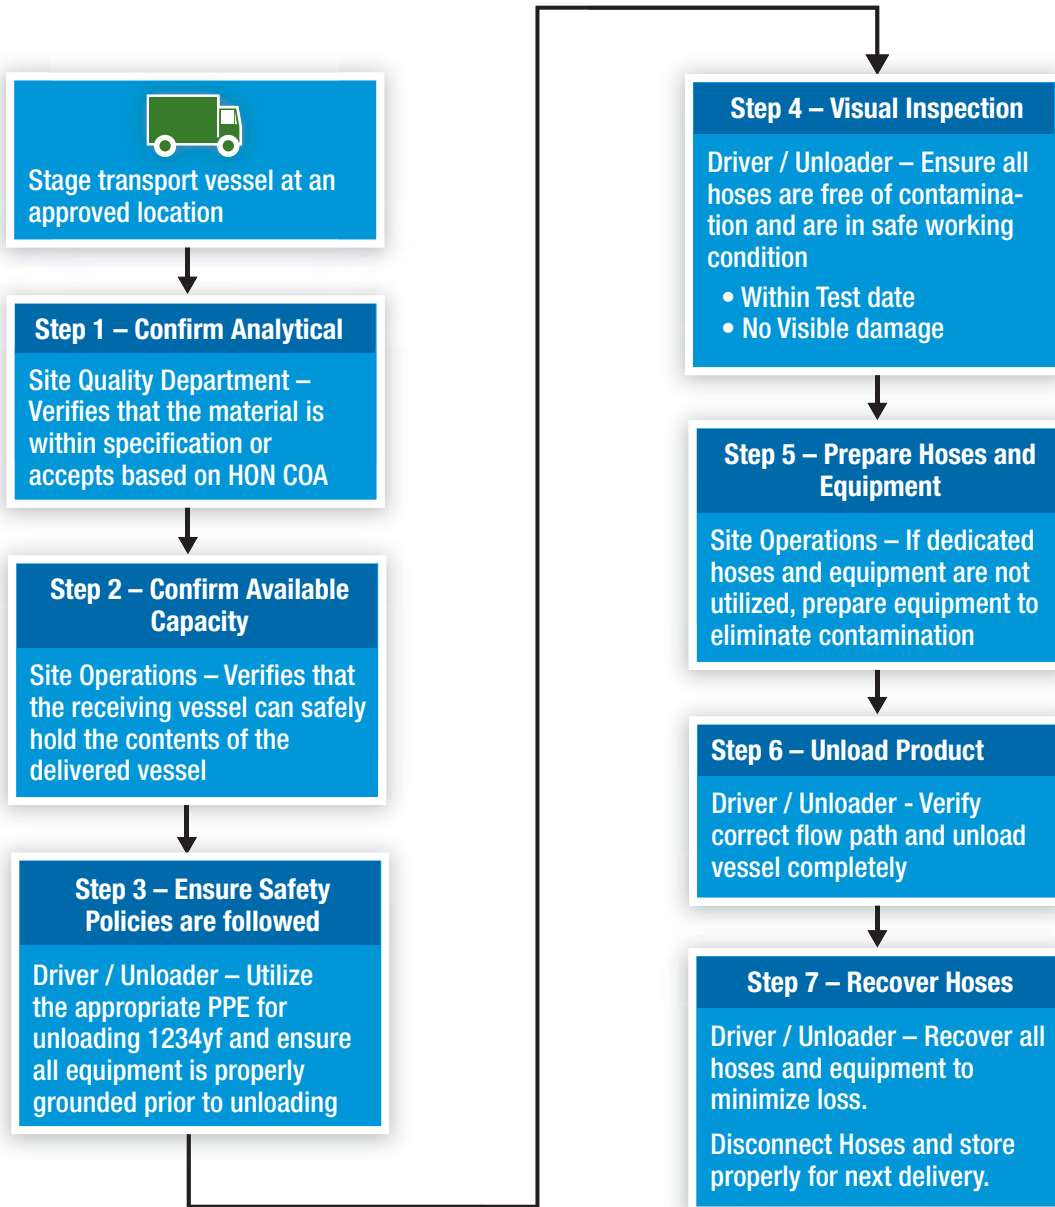 Stage transport vessel at an
approved location
Step 1 – Confirm Analytical
Site Quality Department –
Verifies that the material is
within specification or
accepts based on HON COA
Step 2 – Confirm Available
Capacity
Site Operations – Verifies that
the receiving vessel can safely
hold the contents of the
delivered vessel
Step 3 – Ensure Safety
Policies are followed
Driver / Unloader – Utilize
the appropriate PPE for
unloading 1234yf and ensure
all equipment is properly
grounded prior to unloading
Step 4 – Visual Inspection
Driver / Unloader – Ensure all
hoses are free of contamina-
tion and are in safe working
condition
• Within Test date
• No Visible damage
Step 5 – Prepare Hoses and
Equipment
Site Operations – If dedicated
hoses and equipment are not
utilized, prepare equipment to
eliminate contamination
Step 6 – Unload Product
Driver / Unloader - Verify
correct flow path and unload
vessel completely
Step 7 – Recover Hoses
Driver / Unloader – Recover all
hoses and equipment to
minimize loss.
Disconnect Hoses and store
properly for next delivery.